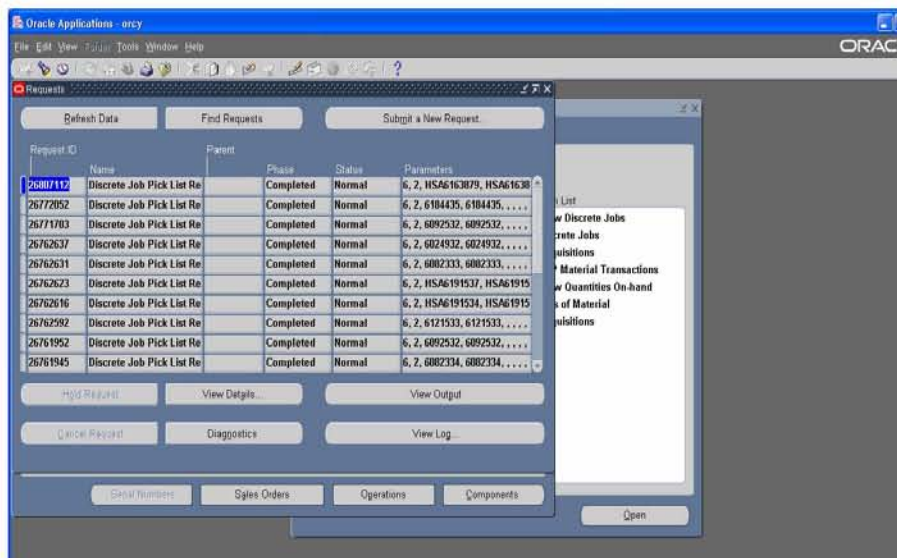 Oracle Applications - orcy
File Edit View Folder Tools Window Help
ORAC
Requests
Refresh Data Find Requests Submit a New Request...
Request ID Parent
Name Phase Status Parameters
26807112 Discrete Job Pick List Re Completed Normal 6, 2, HSA6163879, HSA61638
26772052 Discrete Job Pick List Re Completed Normal 6, 2, 6184435, 6184435, , , , ,
26771703 Discrete Job Pick List Re Completed Normal 6, 2, 6092532, 6092532, , , , ,
26762637 Discrete Job Pick List Re Completed Normal 6, 2, 6024932, 6024932, , , , ,
26762631 Discrete Job Pick List Re Completed Normal 6, 2, 6082333, 6082333, , , , ,
26762623 Discrete Job Pick List Re Completed Normal 6, 2, HSA6191537, HSA61915
26762616 Discrete Job Pick List Re Completed Normal 6, 2, HSA6191534, HSA61915
26762592 Discrete Job Pick List Re Completed Normal 6, 2, 6121533, 6121533, , , , ,
26761952 Discrete Job Pick List Re Completed Normal 6, 2, 6092532, 6092532, , , , ,
26761945 Discrete Job Pick List Re Completed Normal 6, 2, 6082334, 6082334, , , , ,
Hold Request View Details... View Output
Cancel Request Diagnostics View Log...
Serial Numbers Sales Orders Operations Components
List
w Discrete Jobs
crete Jobs
quisitions
Material Transactions
w Quantities On-hand
s of Material
quisitions
Open